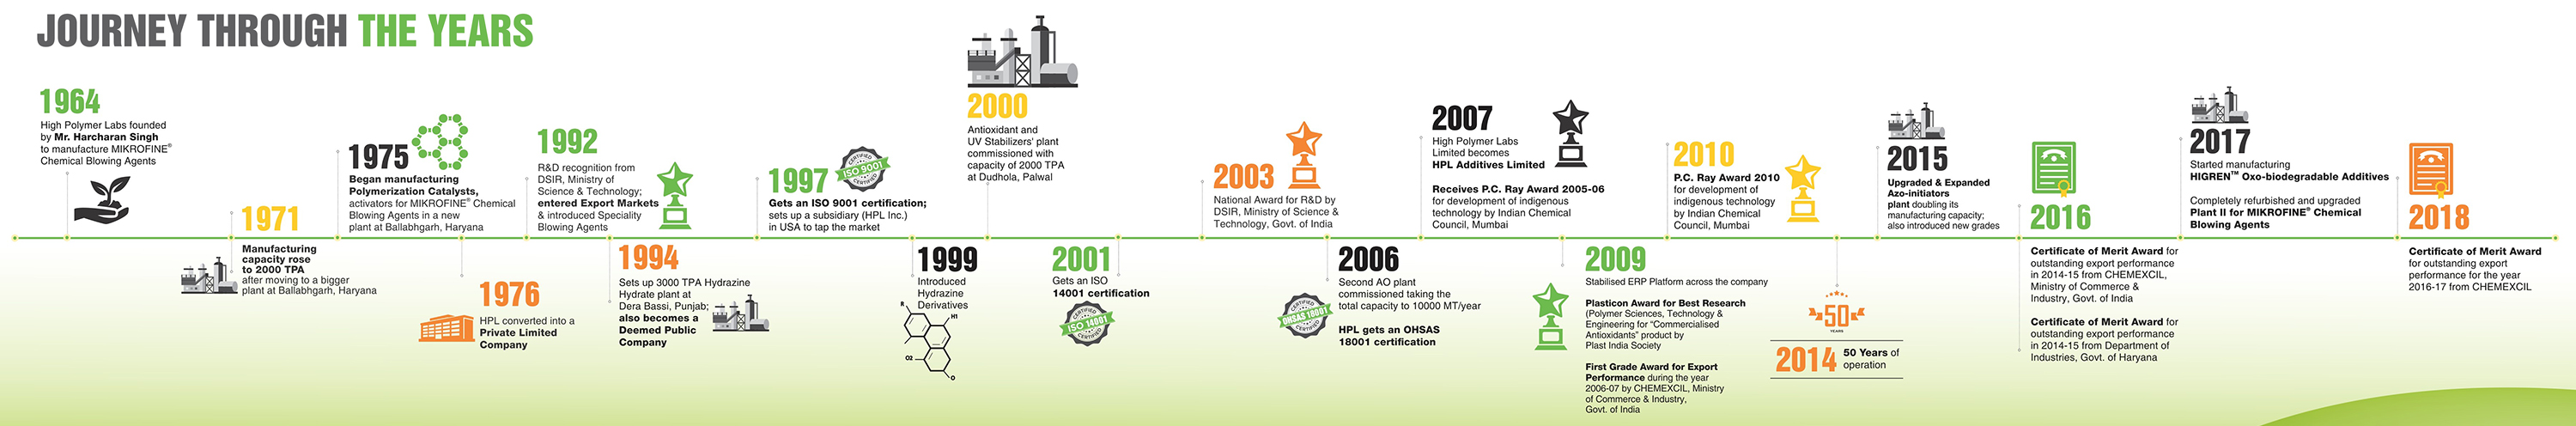 JOURNEY THROUGH THE YEARS
1964
High Polymer Labs founded
by Mr. Harcharan Singh
to manufacture MIKROFINE®
Chemical Blowing Agents
1971
Manufacturing
capacity rose
to 2000 TPA
after moving to a bigger
plant at Ballabhgarh, Haryana
1975
Began manufacturing
Polymerization Catalysts,
activators for MIKROFINE® Chemical
Blowing Agents in a new
plant at Ballabhgarh, Haryana
1976
HPL converted into a
Private Limited
Company
1992
R&D recognition from
DSIR, Ministry of
Science & Technology;
entered Export Markets
& introduced Speciality
Blowing Agents
1994
Sets up 3000 TPA Hydrazine
Hydrate plant at
Dera Bassi, Punjab;
also becomes a
Deemed Public
Company
1997
CERTIFIED
ISO 9001
CERTIFIED
Gets an ISO 9001 certification;
sets up a subsidiary (HPL Inc.)
in USA to tap the market
1999
Introduced
Hydrazine
Derivatives
R
H1
O2
O
2000
Antioxidant and
UV Stabilizers' plant
commissioned with
capacity of 2000 TPA
at Dudhola, Palwal
2001
Gets an ISO
14001 certification
CERTIFIED
ISO 14001
CERTIFIED
2003
National Award for R&D by
DSIR, Ministry of Science &
Technology, Govt. of India
2006
Second AO plant
commissioned taking the
total capacity to 10000 MT/year
HPL gets an OHSAS
18001 certification
CERTIFIED
OHSAS 18001
CERTIFIED
2007
High Polymer Labs
Limited becomes
HPL Additives Limited
Receives P.C. Ray Award 2005-06
for development of indigenous
technology by Indian Chemical
Council, Mumbai
2009
Stabilised ERP Platform across the company
Plasticon Award for Best Research
(Polymer Sciences, Technology &
Engineering for "Commercialised
Antioxidants" product by
Plast India Society
First Grade Award for Export
Performance during the year
2006-07 by CHEMEXCIL, Ministry
of Commerce & Industry,
Govt. of India
2010
P.C. Ray Award 2010
for development of
indigenous technology
by Indian Chemical
Council, Mumbai
50
YEARS
2014
50 Years of
operation
2015
Upgraded & Expanded
Azo-initiators
plant doubling its
manufacturing capacity;
also introduced new grades
2016
Certificate of Merit Award for
outstanding export performance
in 2014-15 from CHEMEXCIL,
Ministry of Commerce &
Industry, Govt. of India
Certificate of Merit Award for
outstanding export performance
in 2014-15 from Department of
Industries, Govt. of Haryana
2017
Started manufacturing
HIGREN™ Oxo-biodegradable Additives
Completely refurbished and upgraded
Plant II for MIKROFINE® Chemical
Blowing Agents
2018
Certificate of Merit Award
for outstanding export
performance for the year
2016-17 from CHEMEXCIL